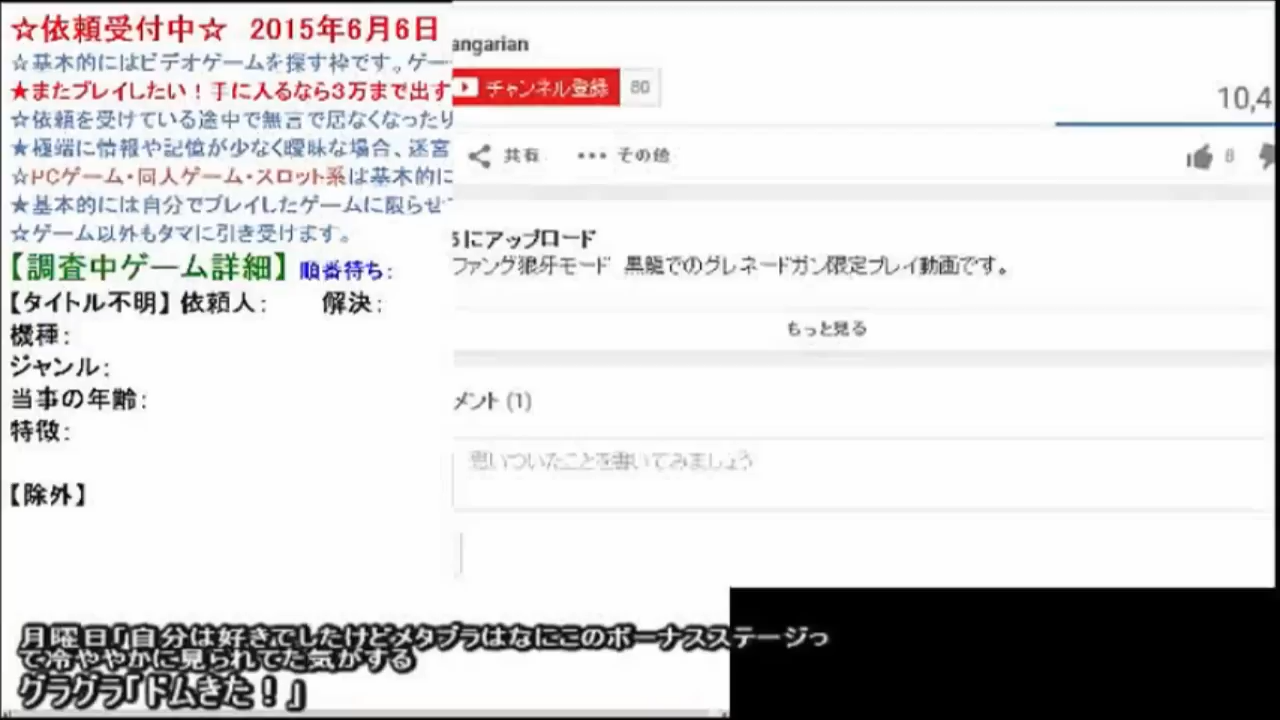 ☆依頼受付中☆ 2015年6月6日
☆基本的にはビデオゲームを探す枠です。ゲー
★またプレイしたい！手に入るなら3万まで出す
☆依頼を受けている途中で無言で居なくなったり
★極端に情報や記憶が少なく曖昧な場合、迷宮
☆PCゲーム・同人ゲーム・スロット系は基本的に
★基本的には自分でプレイしたゲームに限らせ
☆ゲーム以外もタマに引き受けます。
【調査中ゲーム詳細】 順番待ち：
【タイトル不明】 依頼人： 解決：
機種：
ジャンル：
当事の年齢：
特徴：
【除外】
angarian
チャンネル登録 80
10,4
共有 ••• その他
8
にアップロード
ファング狼牙モード 黒龍でのグレネードガン限定プレイ動画です。
もっと見る
メント (1)
思いついたことを書いてみましょう
月曜日「自分は好きでしたけどメタブラはなにこのボーナスステージっ
て冷ややかに見られてた気がする
グラグラ「ドムきた！」